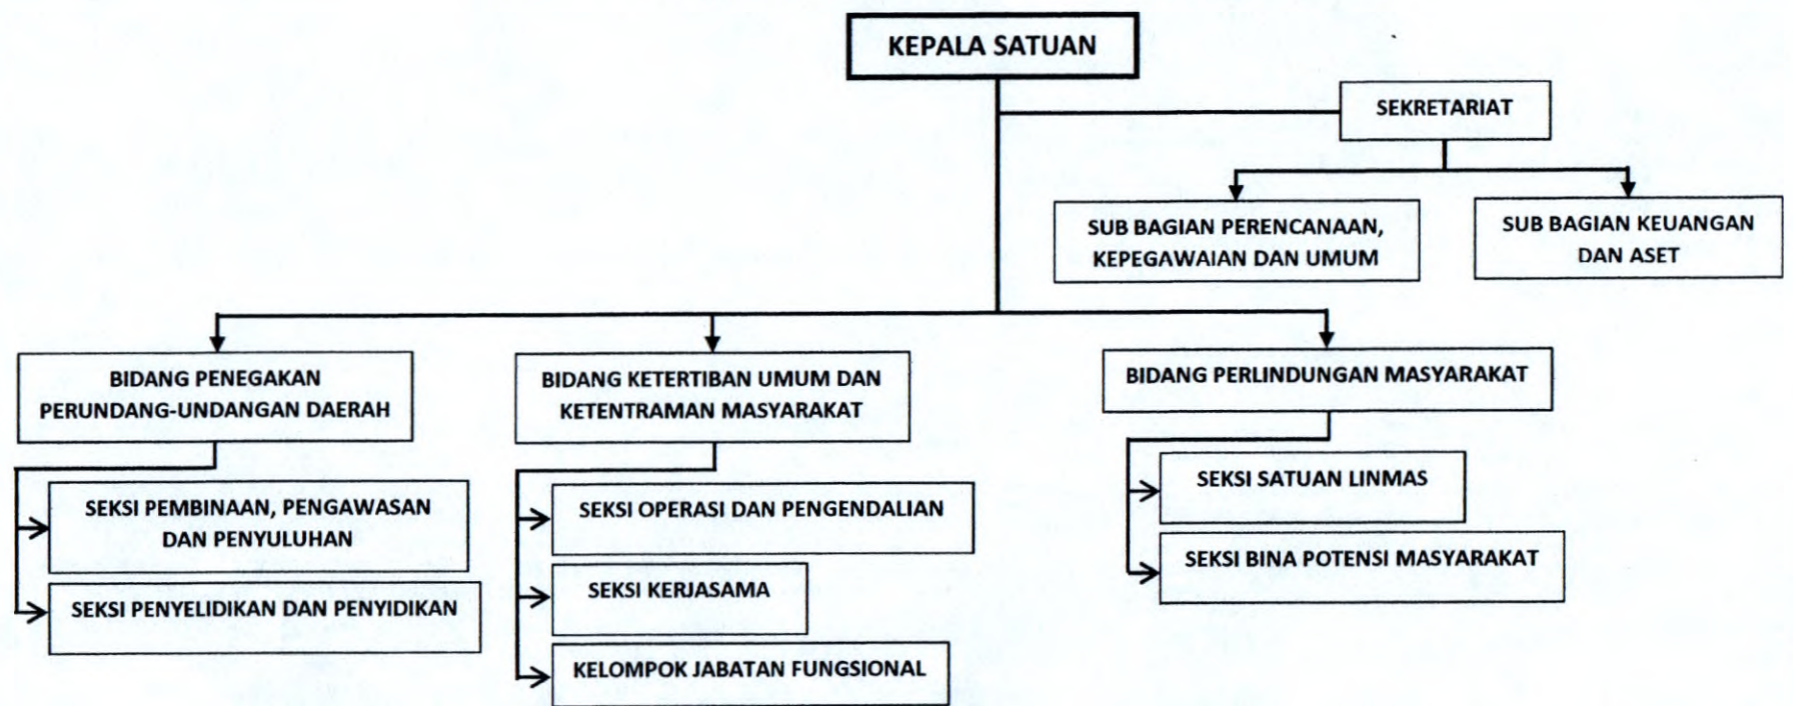 KEPALA SATUAN
SEKRETARIAT
SUB BAGIAN PERENCANAAN,
KEPEGAWAIAN DAN UMUM
SUB BAGIAN KEUANGAN
DAN ASET
BIDANG PENEGAKAN
PERUNDANG-UNDANGAN DAERAH
SEKSI PEMBINAAN, PENGAWASAN
DAN PENYULUHAN
SEKSI PENYELIDIKAN DAN PENYIDIKAN
BIDANG KETERTIBAN UMUM DAN
KETENTRAMAN MASYARAKAT
SEKSI OPERASI DAN PENGENDALIAN
SEKSI KERJASAMA
KELOMPOK JABATAN FUNGSIONAL
BIDANG PERLINDUNGAN MASYARAKAT
SEKSI SATUAN LINMAS
SEKSI BINA POTENSI MASYARAKAT